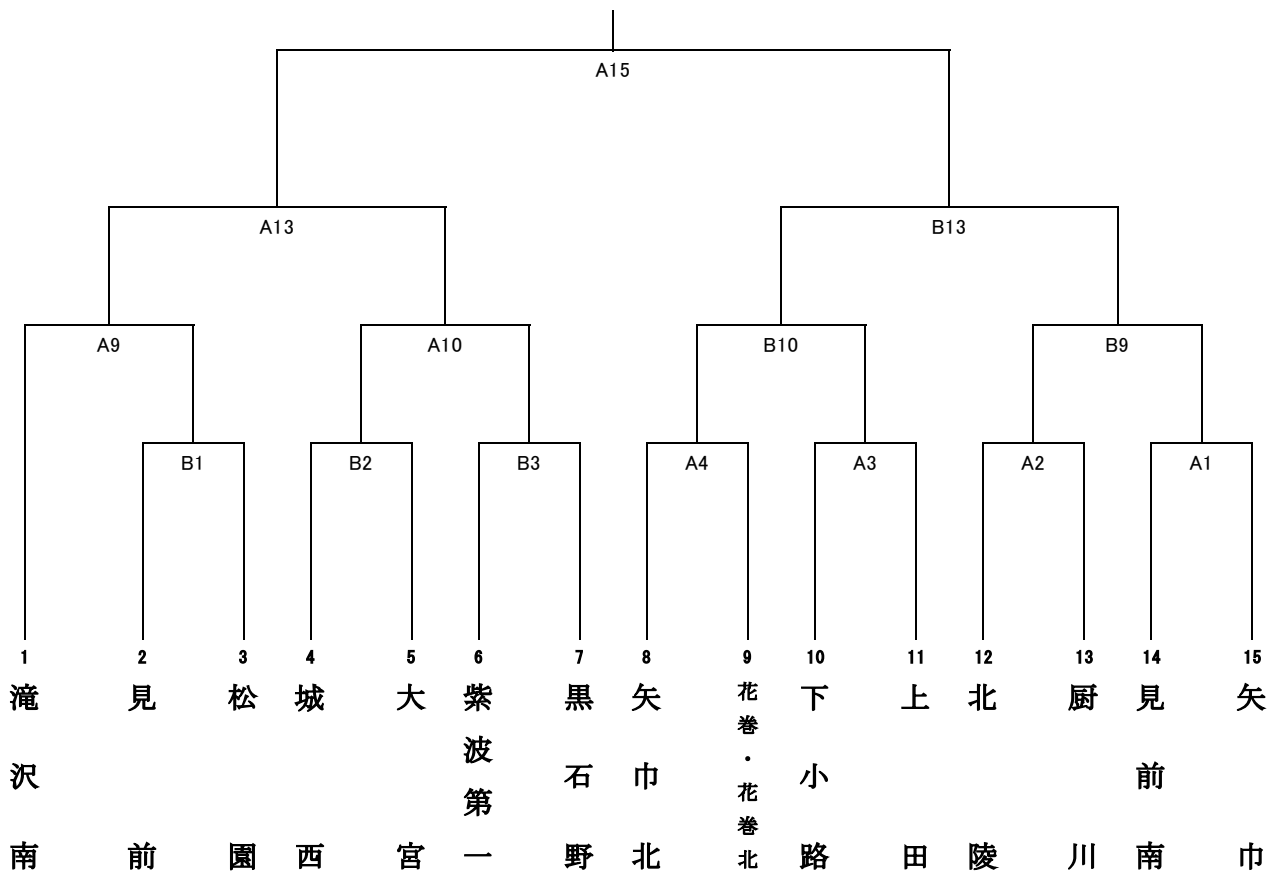 A15
A13
B13
A9
A10
B10
B9
B1
B2
B3
A4
A3
A2
A1
1
2
3
4
5
6
7
8
9
10
11
12
13
14
15
滝沢南
見前
松園
城西
大宮
紫波第一
黒石野
矢巾北
花巻・花巻北
下小路
上田
北陵
厨川
見前南
矢巾